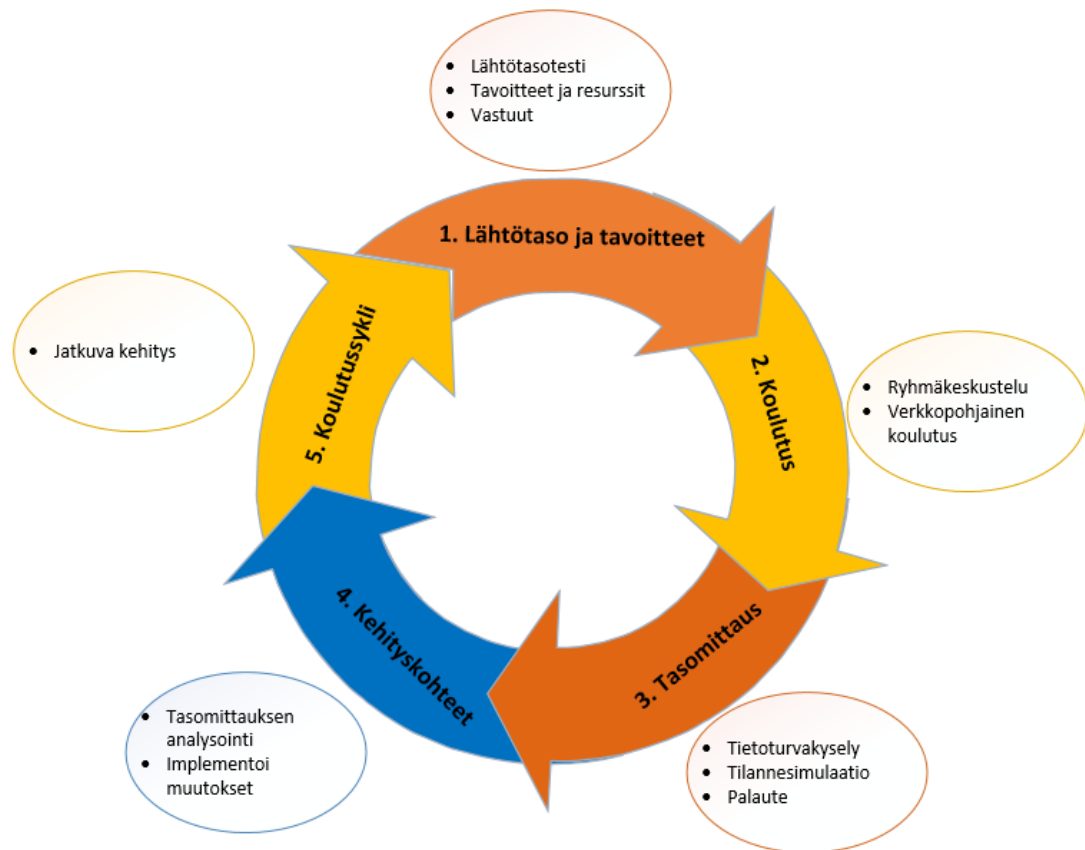 • Lähtötasotesti
• Tavoitteet ja resurssit
• Vastuut
1. Lähtötaso ja tavoitteet
2. Koulutus
• Ryhmäkeskustelu
• Verkkopohjainen
koulutus
3. Tasomittaus
• Tietoturvakysely
• Tilannesimulaatio
• Palaute
4. Kehityskohteet
• Tasomittauksen
analysointi
• Implementoi
muutokset
5. Koulutussykli
• Jatkuva kehitys